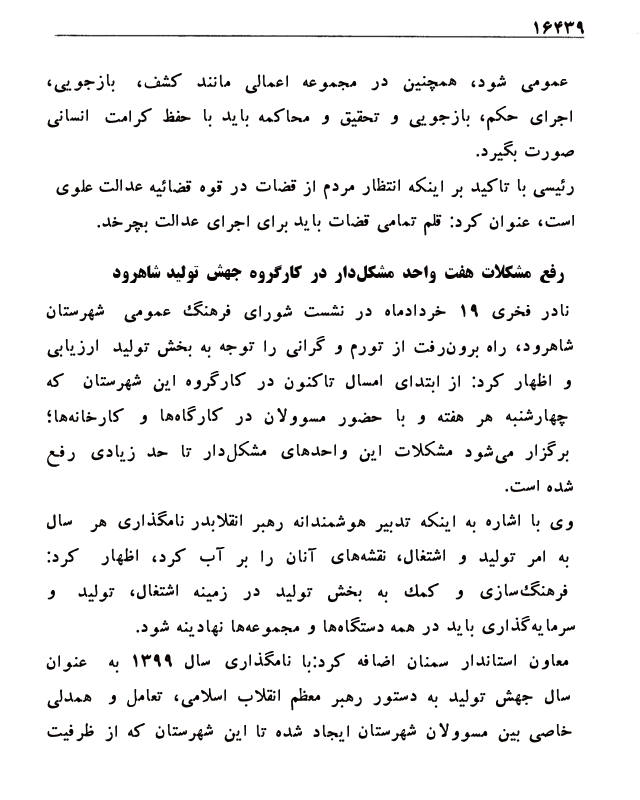 ۱۶۴۳۹
عمومی شود، همچنین در مجموعه اعمالی مانند کشف، بازجویی،
اجرای حکم، بازجویی و تحقیق و محاکمه باید با حفظ کرامت انسانی
صورت بگیرد.
رئیسی با تاکید بر اینکه انتظار مردم از قضات در قوه قضائیه عدالت علوی
است، عنوان کرد: قلم تمامی قضات باید برای اجرای عدالت بچرخد.
رفع مشکلات هفت واحد مشکل‌دار در کارگروه جهش تولید شاهرود
نادر فخری ۱۹ خردادماه در نشست شورای فرهنگ عمومی شهرستان
شاهرود، راه برون‌رفت از تورم و گرانی را توجه به بخش تولید ارزیابی
و اظهار کرد: از ابتدای امسال تاکنون در کارگروه این شهرستان که
چهارشنبه هر هفته و با حضور مسوولان در کارگاه‌ها و کارخانه‌ها؛
برگزار می‌شود مشکلات این واحدهای مشکل‌دار تا حد زیادی رفع
شده است.
وی با اشاره به اینکه تدبیر هوشمندانه رهبر انقلابدر نامگذاری هر سال
به امر تولید و اشتغال، نقشه‌های آنان را بر آب کرد، اظهار کرد:
فرهنگ‌سازی و کمک به بخش تولید در زمینه اشتغال، تولید و
سرمایه‌گذاری باید در همه دستگاه‌ها و مجموعه‌ها نهادینه شود.
معاون استاندار سمنان اضافه کرد:با نامگذاری سال ۱۳۹۹ به عنوان
سال جهش تولید به دستور رهبر معظم انقلاب اسلامی، تعامل و همدلی
خاصی بین مسوولان شهرستان ایجاد شده تا این شهرستان که از ظرفیت